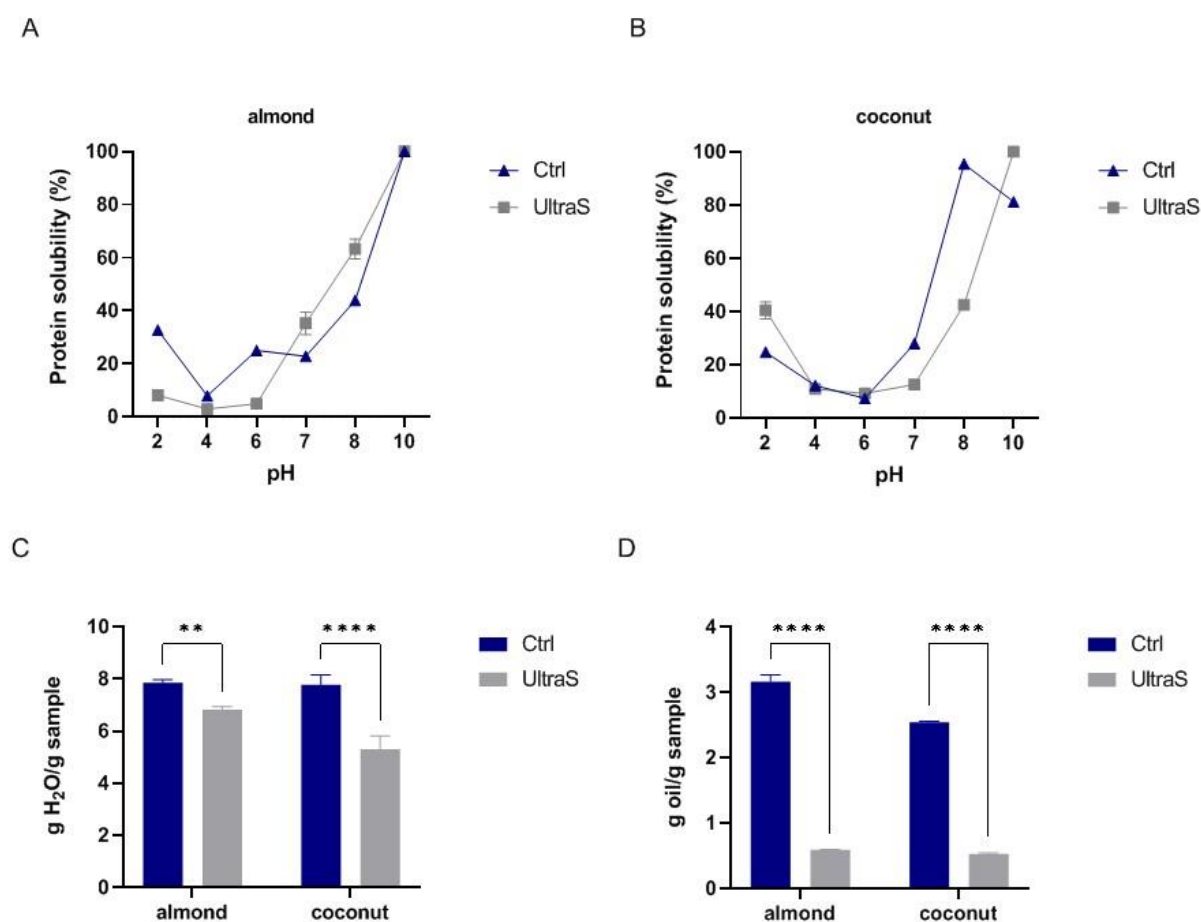 A
B
almond
coconut
Protein solubility (%)
100
80
60
40
20
0
2 4 6 7 8 10
pH
Ctrl
UltraS
Protein solubility (%)
100
80
60
40
20
0
2 4 6 7 8 10
pH
Ctrl
UltraS
C
D
g H₂O/g sample
10
8
6
4
2
0
** ****
almond coconut
Ctrl
UltraS
g oil/g sample
4
3
2
1
0
**** ****
almond coconut
Ctrl
UltraS